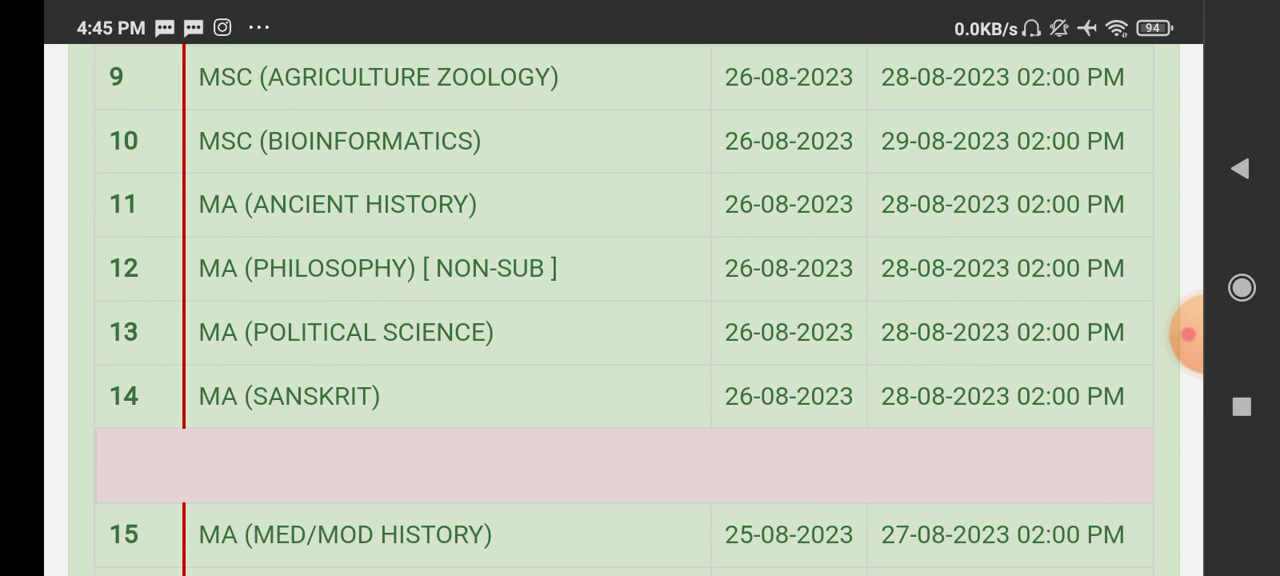 4:45 PM 0.0KB/s 94
9 MSC (AGRICULTURE ZOOLOGY) 26-08-2023 28-08-2023 02:00 PM
10 MSC (BIOINFORMATICS) 26-08-2023 29-08-2023 02:00 PM
11 MA (ANCIENT HISTORY) 26-08-2023 28-08-2023 02:00 PM
12 MA (PHILOSOPHY) [ NON-SUB ] 26-08-2023 28-08-2023 02:00 PM
13 MA (POLITICAL SCIENCE) 26-08-2023 28-08-2023 02:00 PM
14 MA (SANSKRIT) 26-08-2023 28-08-2023 02:00 PM
15 MA (MED/MOD HISTORY) 25-08-2023 27-08-2023 02:00 PM